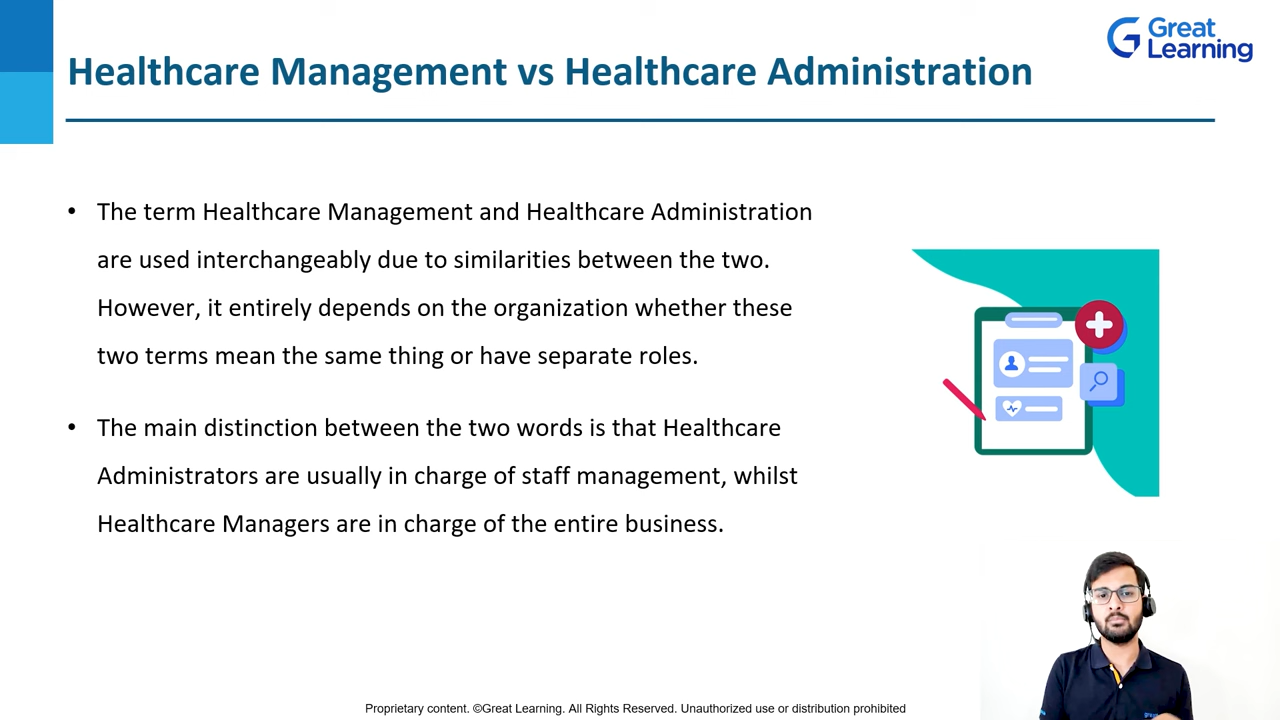 Great
Learning
Healthcare Management vs Healthcare Administration
• The term Healthcare Management and Healthcare Administration
are used interchangeably due to similarities between the two.
However, it entirely depends on the organization whether these
two terms mean the same thing or have separate roles.
• The main distinction between the two words is that Healthcare
Administrators are usually in charge of staff management, whilst
Healthcare Managers are in charge of the entire business.
Proprietary content. ©Great Learning. All Rights Reserved. Unauthorized use or distribution prohibited